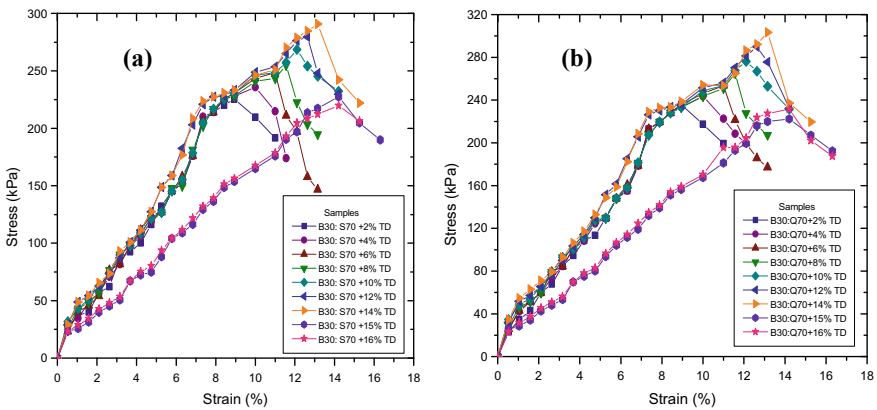 (a)
Stress (kPa)
300
250
200
150
100
50
0
0 2 4 6 8 10 12 14 16 18
Strain (%)
Samples
B30: S70 +2% TD
B30: S70 +4% TD
B30: S70 +6% TD
B30: S70 +8% TD
B30: S70 +10% TD
B30: S70 +12% TD
B30: S70 +14% TD
B30: S70 +15% TD
B30: S70 +16% TD
(b)
Stress (kPa)
320
280
240
200
160
120
80
40
0
0 2 4 6 8 10 12 14 16 18
Strain (%)
Samples
B30:Q70+2% TD
B30:Q70+4% TD
B30:Q70+6% TD
B30:Q70+8% TD
B30:Q70+10% TD
B30:Q70+12% TD
B30:Q70+14% TD
B30:Q70+15% TD
B30:Q70+16% TD